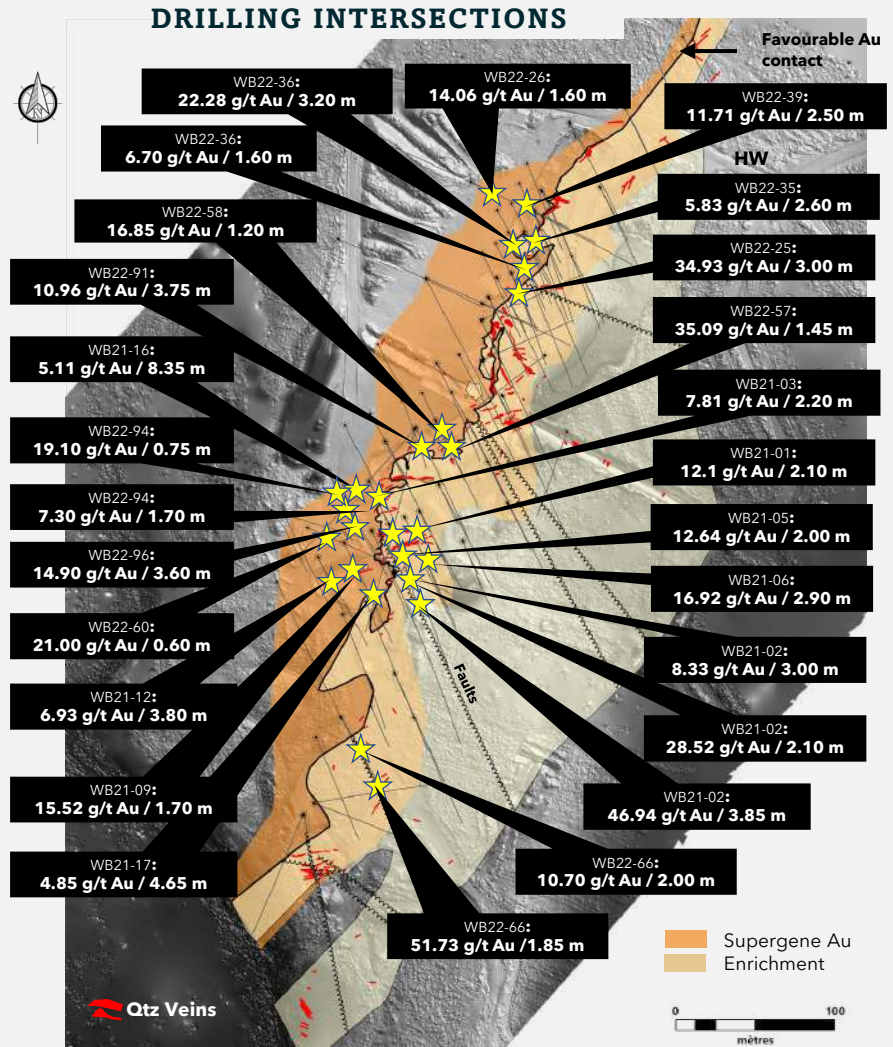 DRILLING INTERSECTIONS
Favourable Au
contact
WB22-36:
22.28 g/t Au / 3.20 m
WB22-26:
14.06 g/t Au / 1.60 m
WB22-39:
11.71 g/t Au / 2.50 m
WB22-36:
6.70 g/t Au / 1.60 m
HW
WB22-35:
5.83 g/t Au / 2.60 m
WB22-58:
16.85 g/t Au / 1.20 m
WB22-25:
34.93 g/t Au / 3.00 m
WB22-91:
10.96 g/t Au / 3.75 m
WB22-57:
35.09 g/t Au / 1.45 m
WB21-16:
5.11 g/t Au / 8.35 m
WB21-03:
7.81 g/t Au / 2.20 m
WB22-94:
19.10 g/t Au / 0.75 m
WB21-01:
12.1 g/t Au / 2.10 m
WB22-94:
7.30 g/t Au / 1.70 m
WB21-05:
12.64 g/t Au / 2.00 m
WB22-96:
14.90 g/t Au / 3.60 m
WB21-06:
16.92 g/t Au / 2.90 m
WB22-60:
21.00 g/t Au / 0.60 m
WB21-02:
8.33 g/t Au / 3.00 m
Faults
WB21-12:
6.93 g/t Au / 3.80 m
WB21-02:
28.52 g/t Au / 2.10 m
WB21-09:
15.52 g/t Au / 1.70 m
WB21-02:
46.94 g/t Au / 3.85 m
WB21-17:
4.85 g/t Au / 4.65 m
WB22-66:
10.70 g/t Au / 2.00 m
WB22-66:
51.73 g/t Au /1.85 m
Supergene Au
Enrichment
Qtz Veins
0 100
mètres